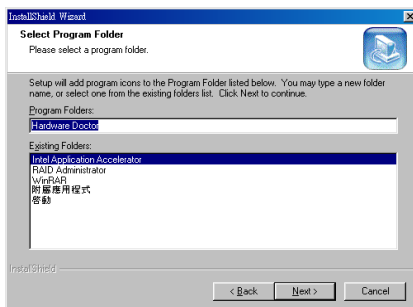 InstallShield Wizard
Select Program Folder
Please select a program folder.
Setup will add program icons to the Program Folder listed below. You may type a new folder
name, or select one from the existing folders list. Click Next to continue.
Program Folders:
Hardware Doctor
Existing Folders:
Intel Application Accelerator
RAID Administrator
WinRAR
附屬應用程式
啓動
InstallShield
< Back
Next >
Cancel